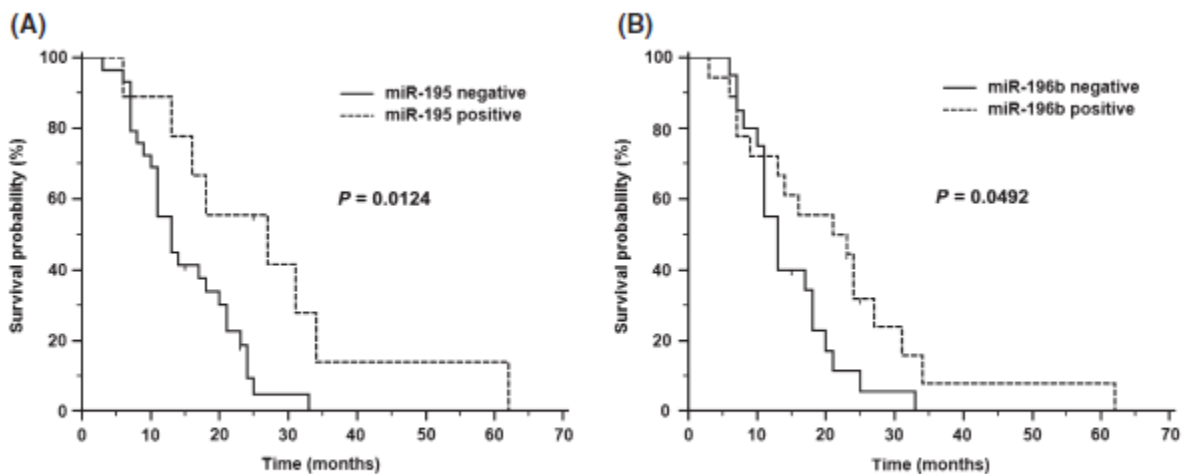 (A)
Survival probability (%)
100
80
60
40
20
0
miR-195 negative
miR-195 positive
P = 0.0124
0 10 20 30 40 50 60 70
Time (months)
(B)
Survival probability (%)
100
80
60
40
20
0
miR-196b negative
miR-196b positive
P = 0.0492
0 10 20 30 40 50 60 70
Time (months)